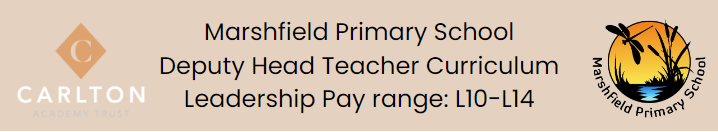 C
CARLTON
ACADEMY TRUST
Marshfield Primary School
Deputy Head Teacher Curriculum
Leadership Pay range: L10-L14
Marshfield Primary School